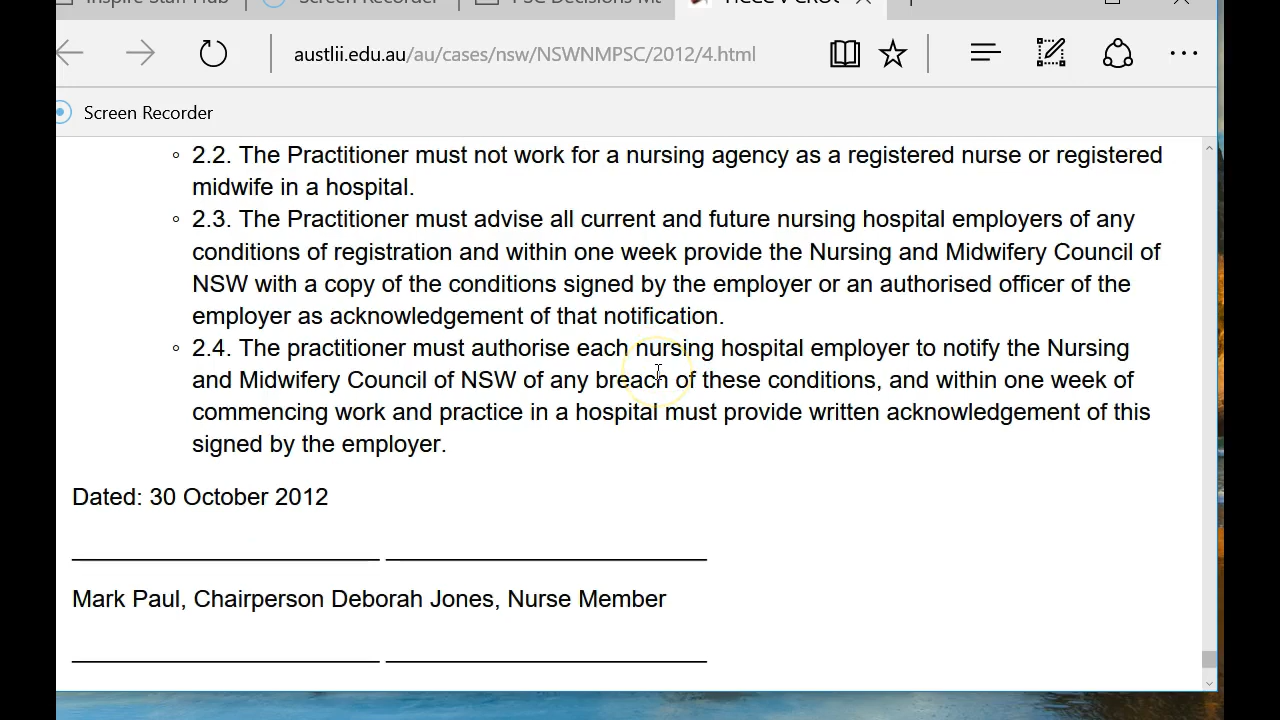 Inspire Staff Hub Screen Recorder PSC Decisions HCCC v
austlii.edu.au/au/cases/nsw/NSWNMPSC/2012/4.html
Screen Recorder
◦ 2.2. The Practitioner must not work for a nursing agency as a registered nurse or registered
midwife in a hospital.
◦ 2.3. The Practitioner must advise all current and future nursing hospital employers of any
conditions of registration and within one week provide the Nursing and Midwifery Council of
NSW with a copy of the conditions signed by the employer or an authorised officer of the
employer as acknowledgement of that notification.
◦ 2.4. The practitioner must authorise each nursing hospital employer to notify the Nursing
and Midwifery Council of NSW of any breach of these conditions, and within one week of
commencing work and practice in a hospital must provide written acknowledgement of this
signed by the employer.
Dated: 30 October 2012
Mark Paul, Chairperson Deborah Jones, Nurse Member